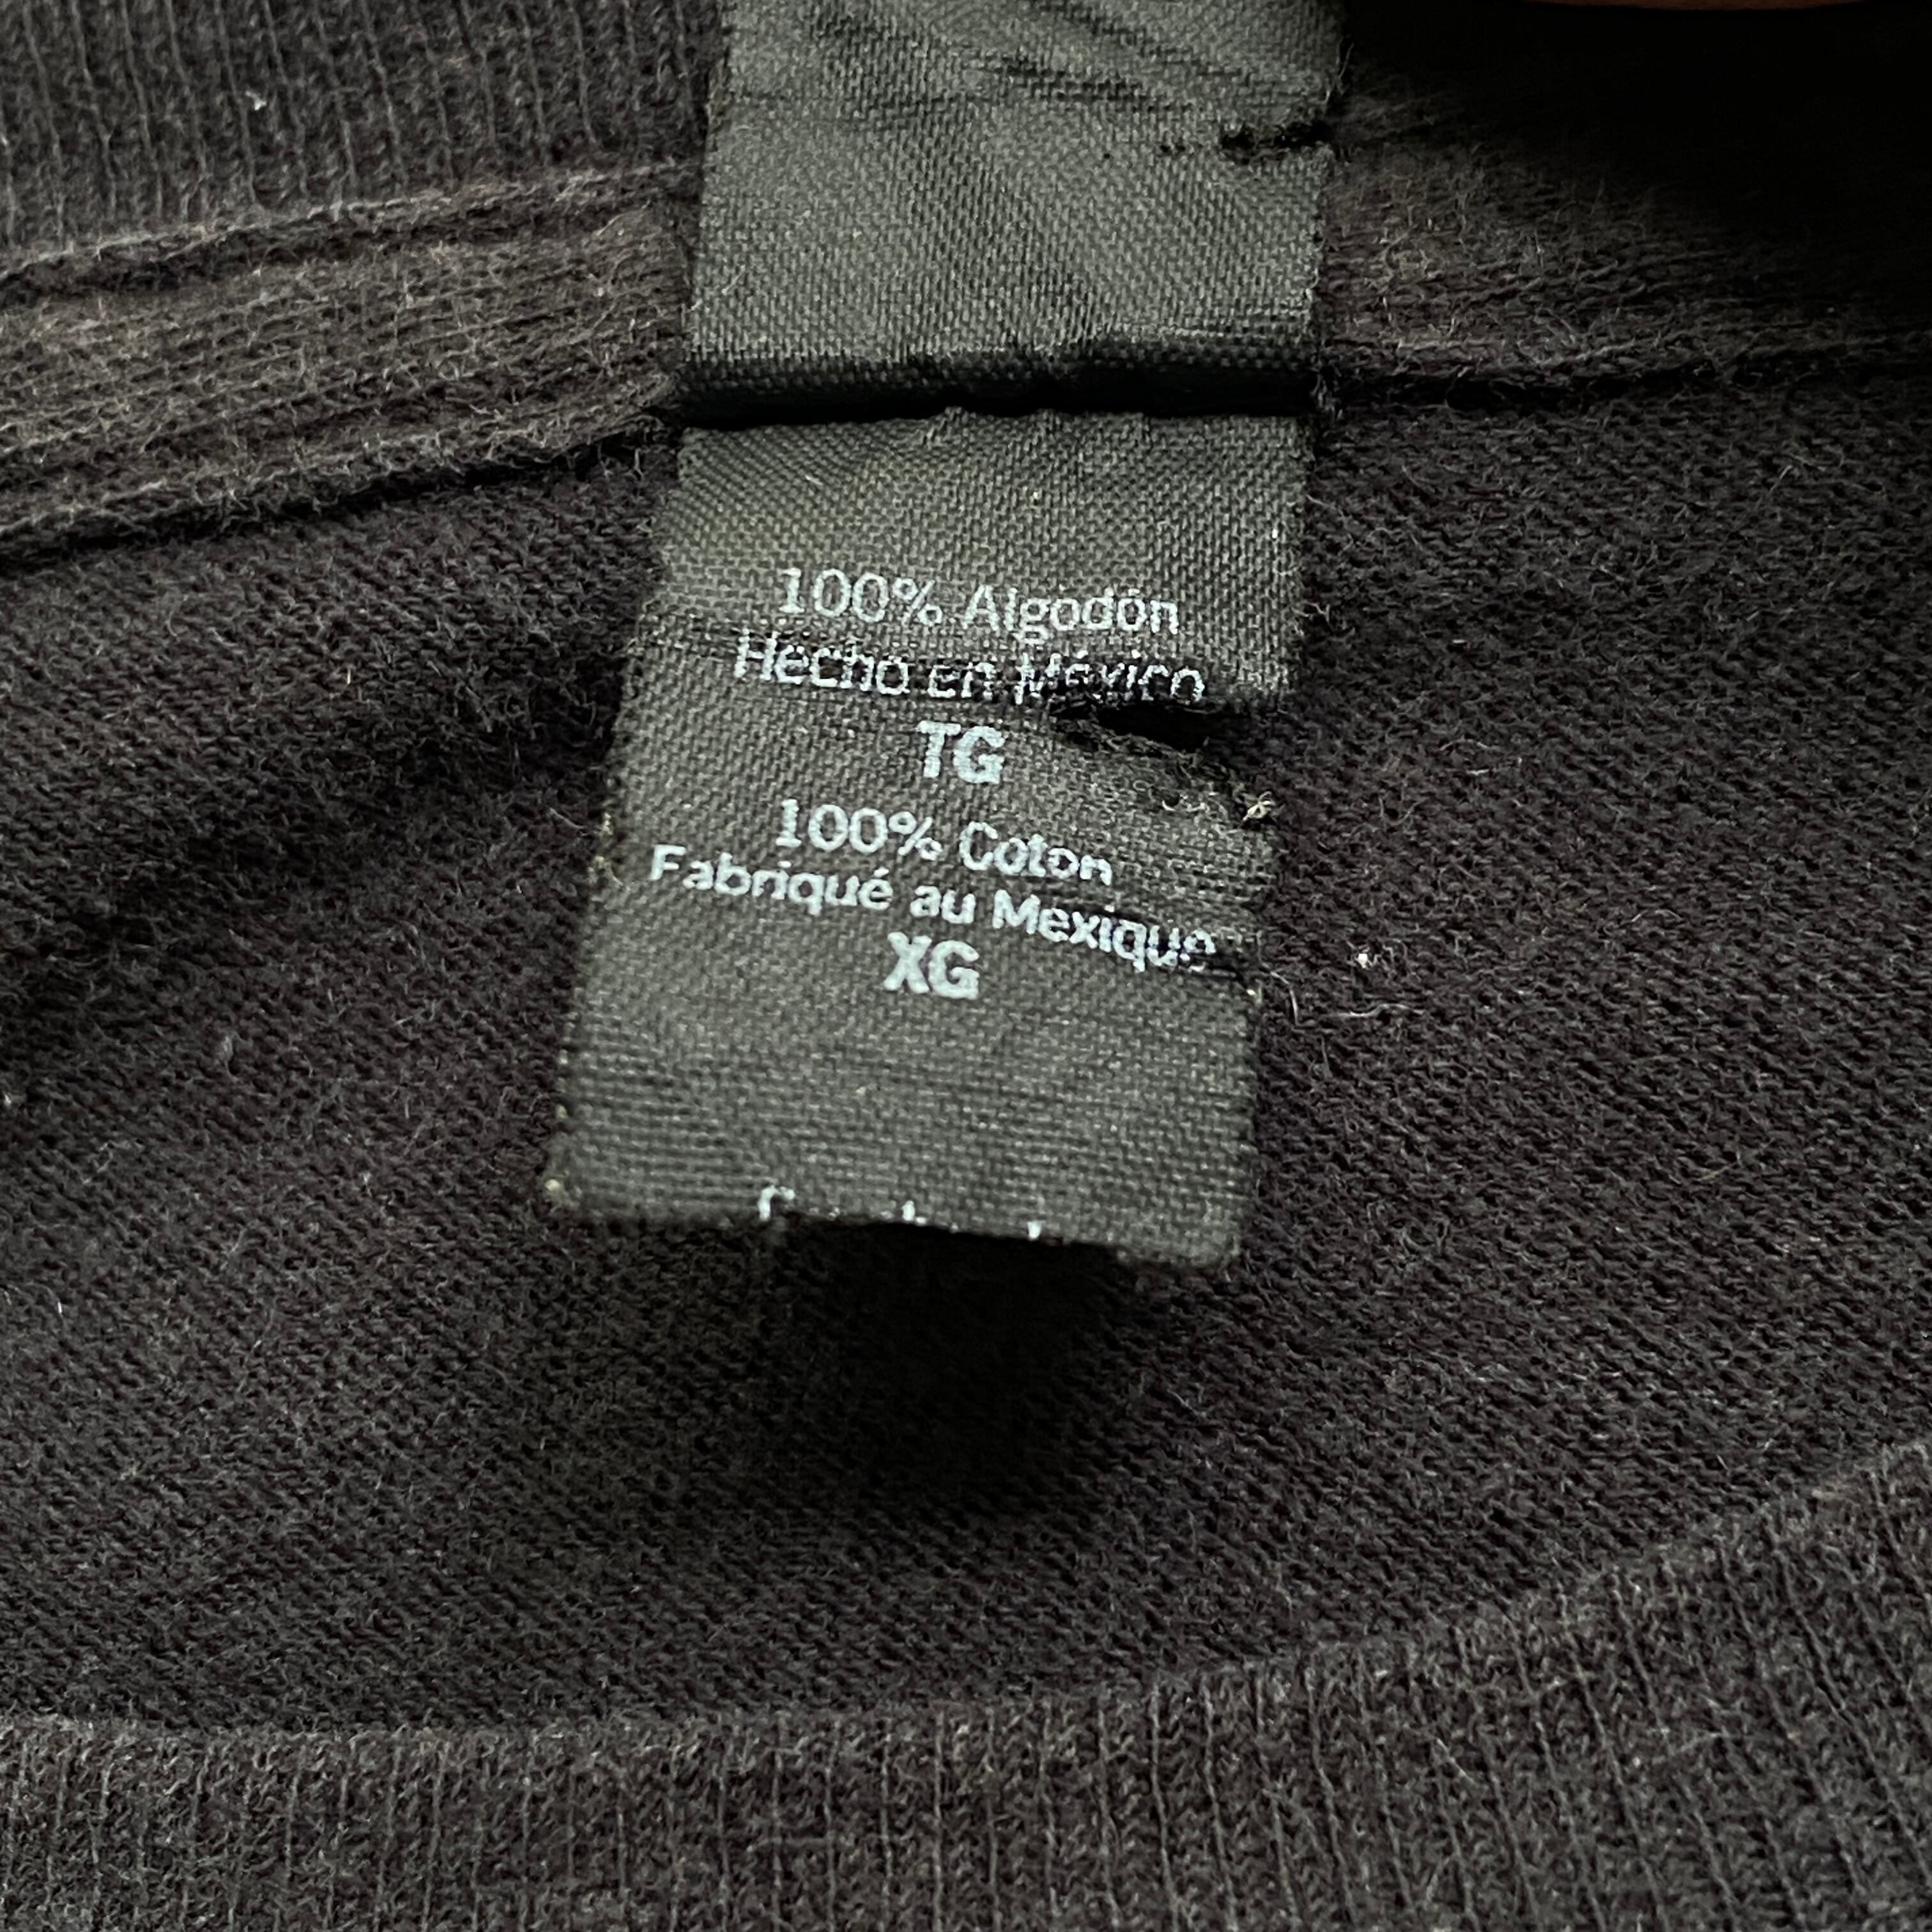 100% Algodón
Hecho en México
TG
100% Coton
Fabriqué au Mexique
XG